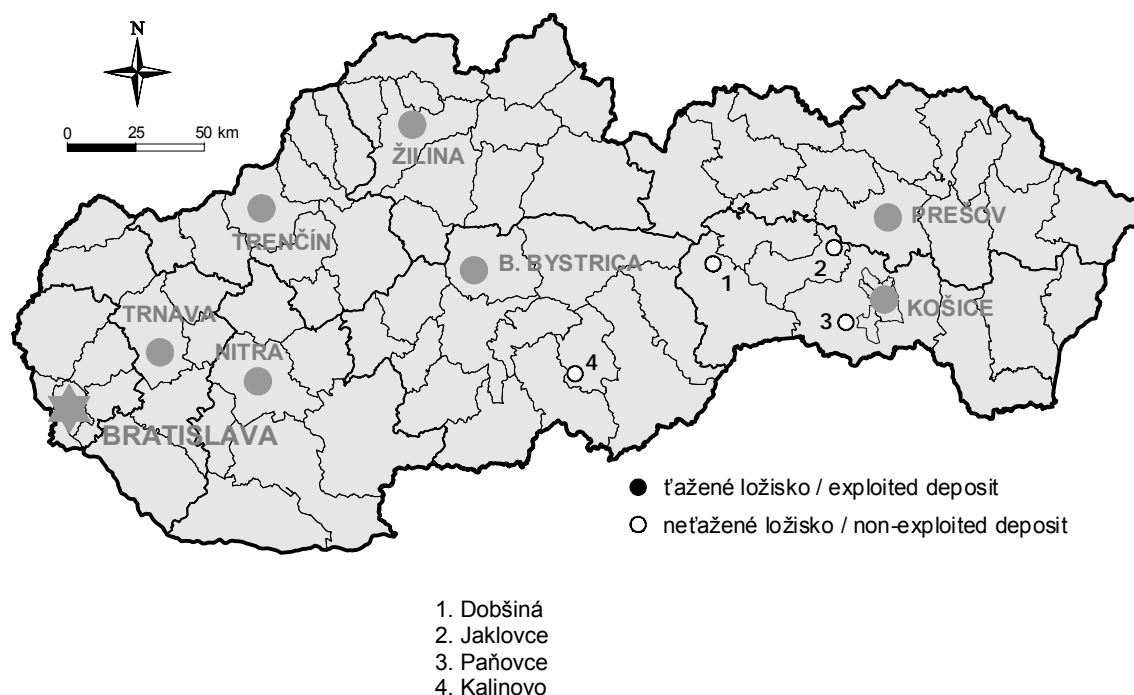 N
0 25 50 km
ŽILINA
PREŠOV
TRENČÍN
B. BYSTRICA
1
2
TRNAVA
KOŠICE
3
NITRA
4
BRATISLAVA
ťažené ložisko / exploited deposit
neťažené ložisko / non-exploited deposit
1. Dobšiná
2. Jaklovce
3. Paňovce
4. Kalinovo